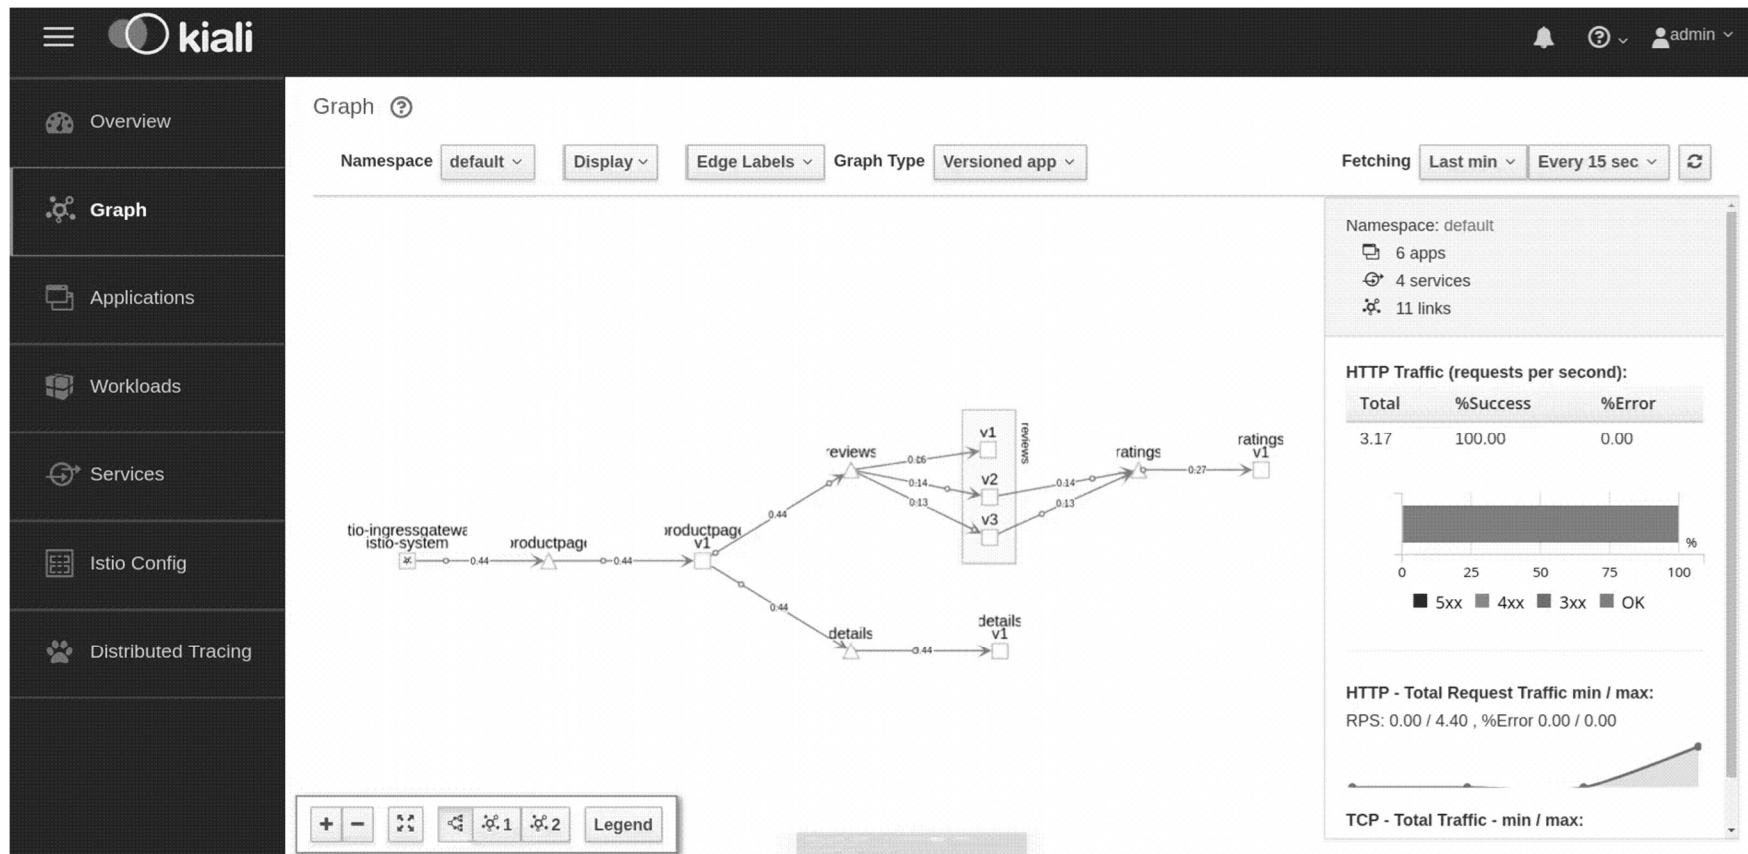 kiali
admin
Overview
Graph
Applications
Workloads
Services
Istio Config
Distributed Tracing
Graph
Namespace default Display Edge Labels Graph Type Versioned app Fetching Last min Every 15 sec
Namespace: default
6 apps
4 services
11 links
HTTP Traffic (requests per second):
Total %Success %Error
3.17 100.00 0.00
%
0 25 50 75 100
5xx 4xx 3xx OK
HTTP - Total Request Traffic min / max:
RPS: 0.00 / 4.40 , %Error 0.00 / 0.00
TCP - Total Traffic - min / max:
tio-ingressgatewa
istio-system
0.44
productpage
0.44
productpage
v1
0.44
0.44
reviews
0.14
0.13
v1
v2
v3
reviews
0.14
0.13
ratings
0.27
ratings
v1
details
details
v1
1
2
Legend